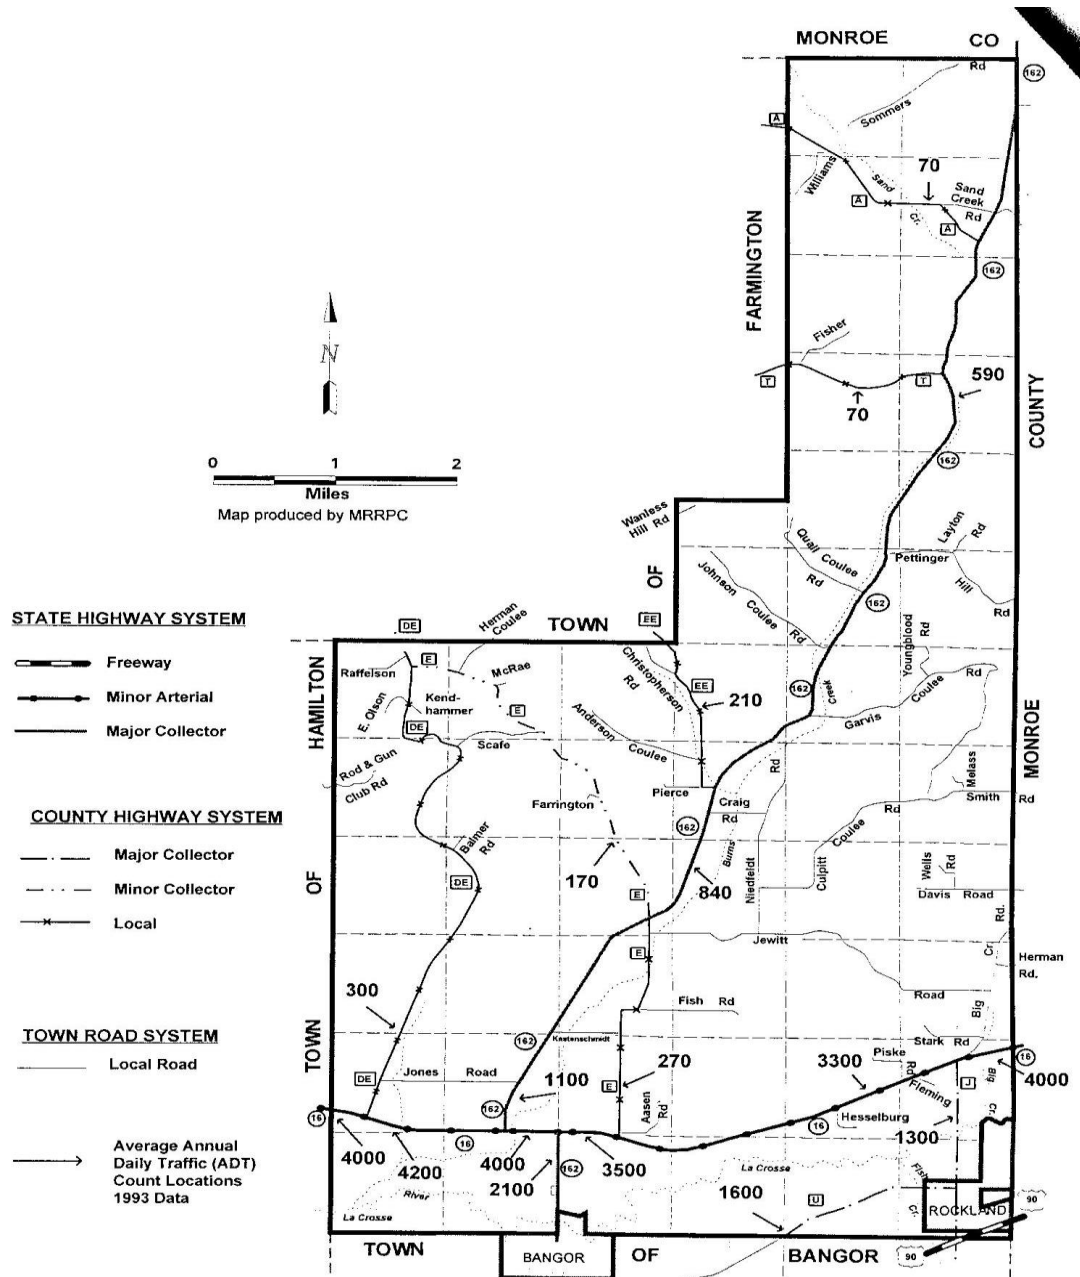 MONROE CO
162
Rd
Sommers
A
Williams
Sand
70
Sand
Creek
Rd
A
Cr.
A
162
FARMINGTON
Fisher
T
T
590
70
COUNTY
N
162
0 1 2
Miles
Map produced by MRRPC
Wanless
Hill Rd
Layton
Rd
Quail Coulee
Rd
Pettinger
Hill
Rd
Johnson
Coulee
Rd
OF
162
STATE HIGHWAY SYSTEM
Freeway
Minor Arterial
Major Collector
DE
Herman
Coulee
TOWN
EE
Youngblood
Rd
HAMILTON
Raffelson
E
McRae
Christopherson
Rd
EE
210
162
Creek
Garvis
Coulee
Rd
E. Olson
Kend-
hammer
E
DE
Scafe
Anderson
Coulee
MONROE
Rod & Gun
Club Rd
Pierce
Rd
Melass
Smith Rd
Farrington
Craig
Rd
162
Rd
Coulee
COUNTY HIGHWAY SYSTEM
Major Collector
Minor Collector
Local
Balmer
Rd
Burns
Niedfeldt
Culpitt
Wells
Rd
OF
DE
170
840
Davis Road
E
Rd.
Jewitt
Cr.
E
Herman
Rd.
300
Fish Rd
Road
Big
TOWN ROAD SYSTEM
Local Road
TOWN
162
Kastenschmidt
Stark Rd
Piske
Rd
3300
16
DE
Jones Road
1100
270
E
Fleming
J
Big
Cr.
4000
162
Aasen
Rd
Hesselburg
16
16
1300
Average Annual
Daily Traffic (ADT)
Count Locations
1993 Data
4000
4200
16
4000
2100
162
3500
La Crosse
Fish
Cr.
River
La Crosse
1600
U
ROCKLAND
90
TOWN
BANGOR
OF
BANGOR
90